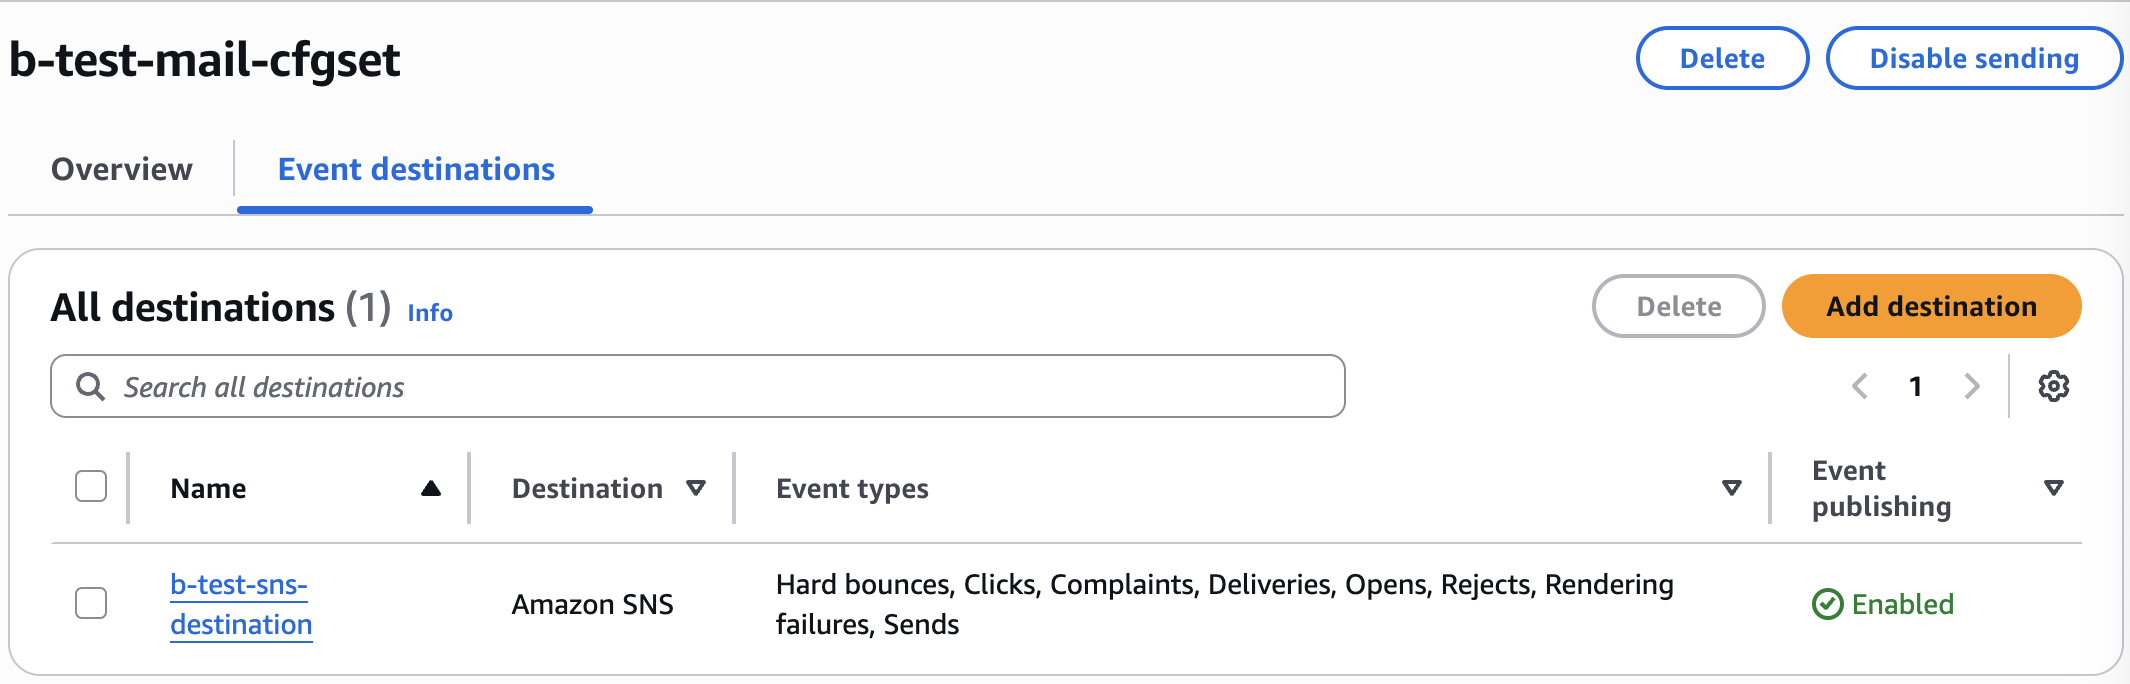 b-test-mail-cfgset
Delete
Disable sending
Overview
Event destinations
All destinations (1) Info
Delete
Add destination
Search all destinations
1
Name
Destination
Event types
Event
publishing
b-test-sns-
destination
Amazon SNS
Hard bounces, Clicks, Complaints, Deliveries, Opens, Rejects, Rendering
failures, Sends
Enabled